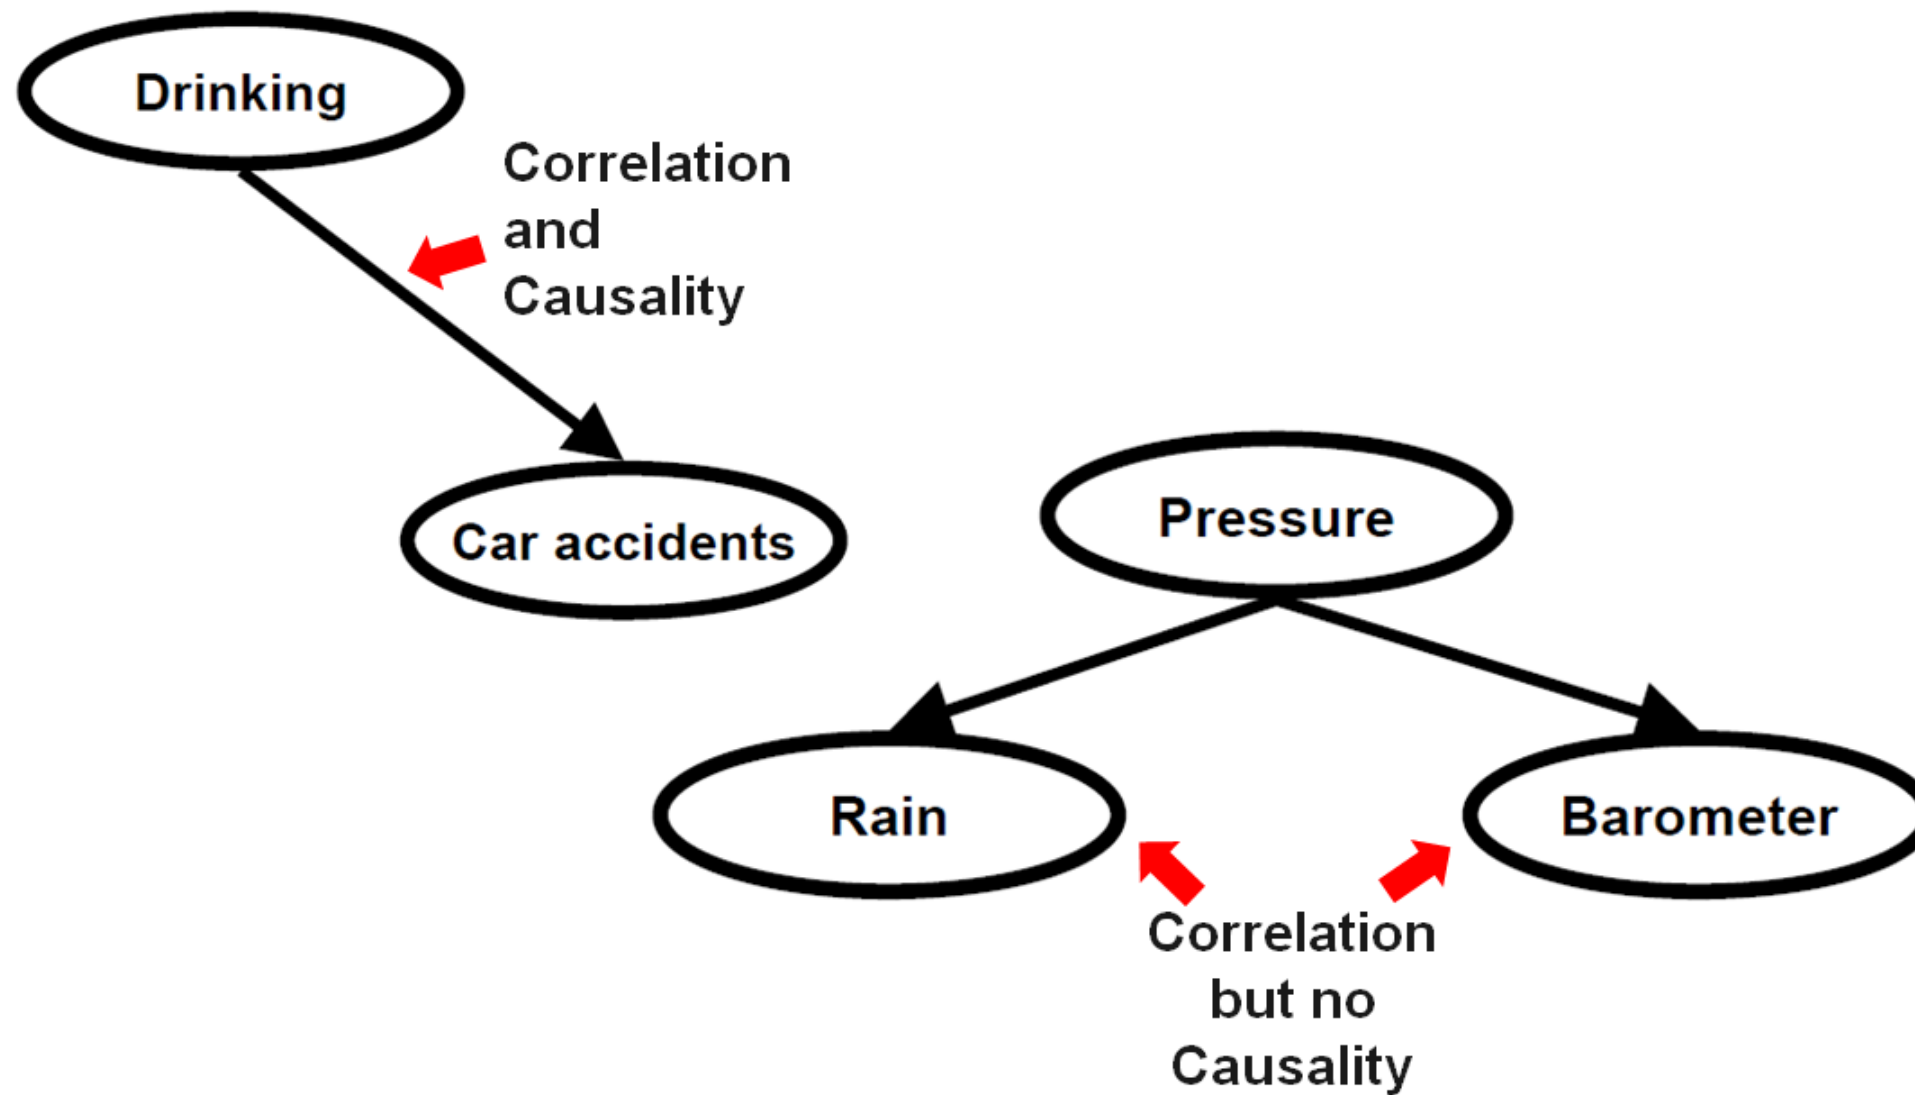 Drinking
Correlation
and
Causality
Car accidents
Pressure
Rain
Barometer
Correlation
but no
Causality